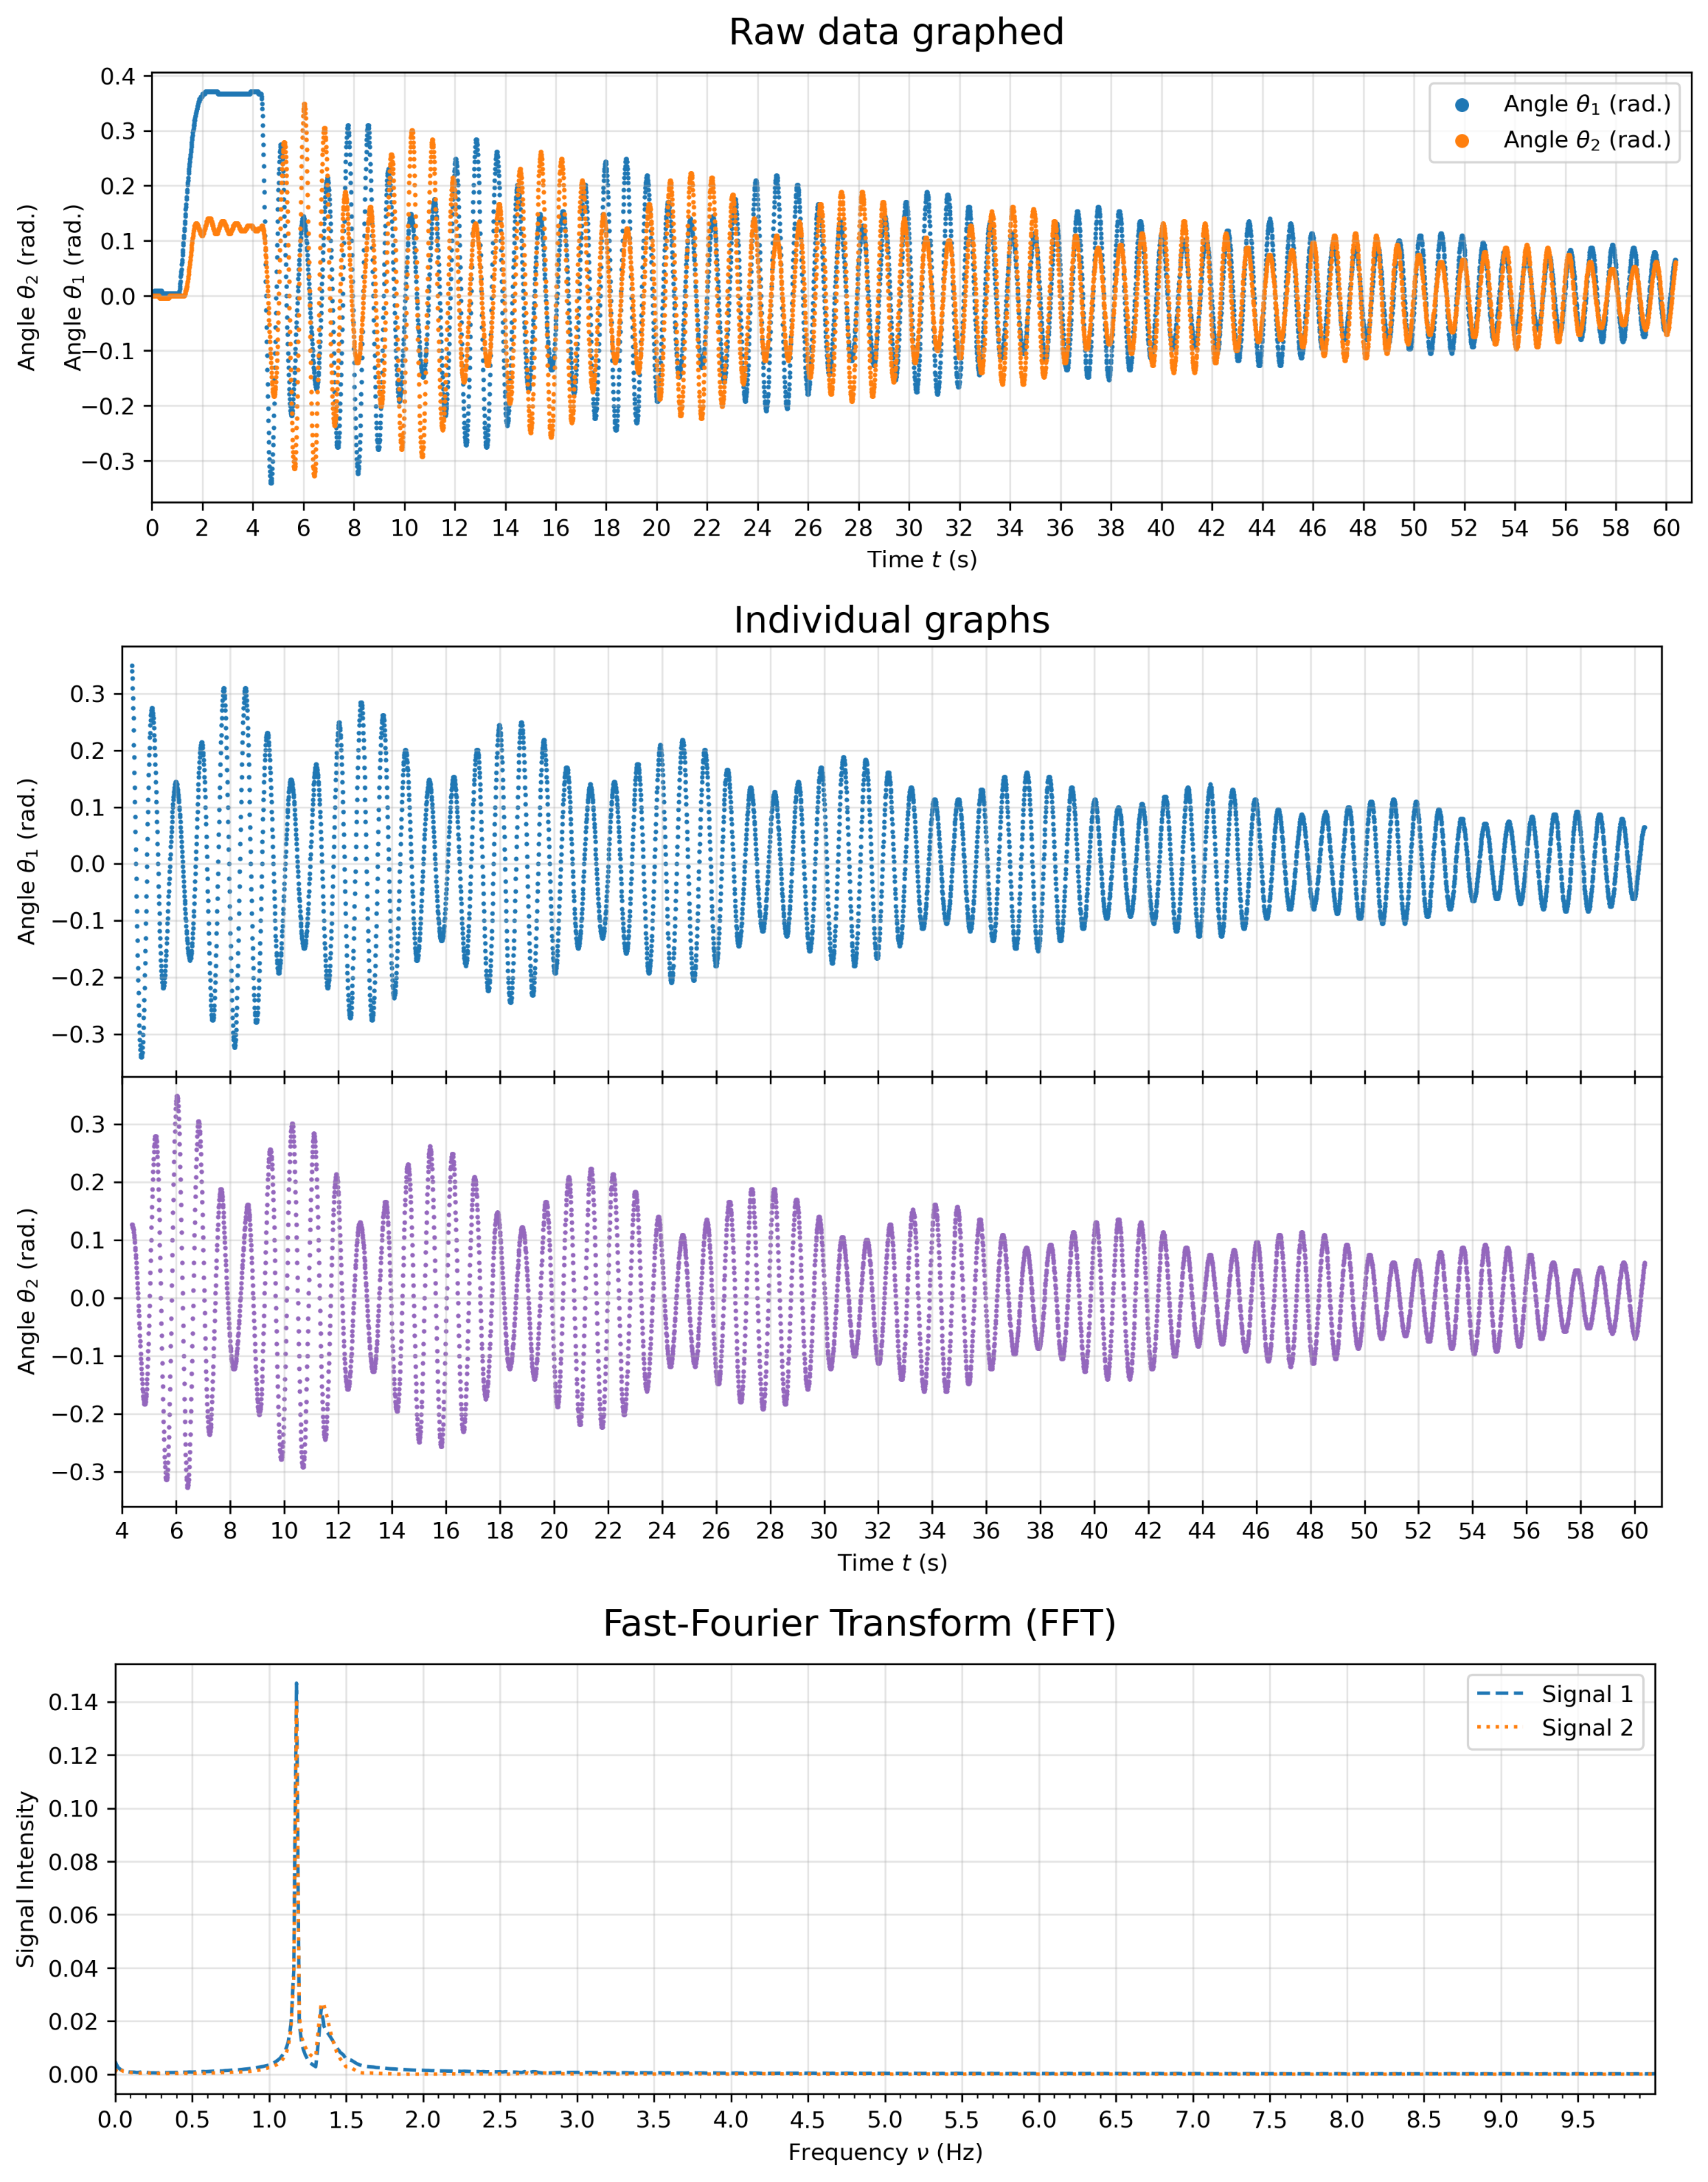 Raw data graphed
0.4
0.3
0.2
0.1
0.0
−0.1
−0.2
−0.3
Angle θ₂ (rad.)
Angle θ₁ (rad.)
Angle θ₁ (rad.)
Angle θ₂ (rad.)
0 2 4 6 8 10 12 14 16 18 20 22 24 26 28 30 32 34 36 38 40 42 44 46 48 50 52 54 56 58 60
Time t (s)
Individual graphs
0.3
0.2
0.1
0.0
−0.1
−0.2
−0.3
Angle θ₁ (rad.)
0.3
0.2
0.1
0.0
−0.1
−0.2
−0.3
Angle θ₂ (rad.)
4 6 8 10 12 14 16 18 20 22 24 26 28 30 32 34 36 38 40 42 44 46 48 50 52 54 56 58 60
Time t (s)
Fast-Fourier Transform (FFT)
0.14
0.12
0.10
0.08
0.06
0.04
0.02
0.00
Signal Intensity
Signal 1
Signal 2
0.0 0.5 1.0 1.5 2.0 2.5 3.0 3.5 4.0 4.5 5.0 5.5 6.0 6.5 7.0 7.5 8.0 8.5 9.0 9.5
Frequency ν (Hz)